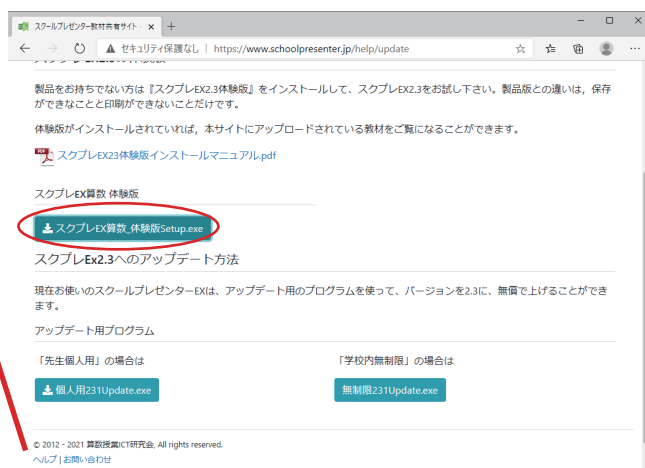 スクールプレゼンター教材共有サイト
セキュリティ保護なし | https://www.schoolpresenter.jp/help/update
製品をお持ちでない方は『スクプレEX2.3体験版』をインストールして、スクプレEX2.3をお試し下さい。製品版との違いは、保存
ができなことと印刷ができないことだけです。
体験版がインストールされていれば，本サイトにアップロードされている教材をご覧になることができます。
スクプレEX23体験版インストールマニュアル.pdf
スクプレEX算数 体験版
スクプレEX算数_体験版Setup.exe
スクプレEx2.3へのアップデート方法
現在お使いのスクールプレゼンターEXは、アップデート用のプログラムを使って、バージョンを2.3に、無償で上げることができ
ます。
アップデート用プログラム
「先生個人用」の場合は
「学校内無制限」の場合は
個人用231Update.exe
無制限231Update.exe
© 2012 - 2021 算数授業ICT研究会, All rights reserved.
ヘルプ | お問い合わせ